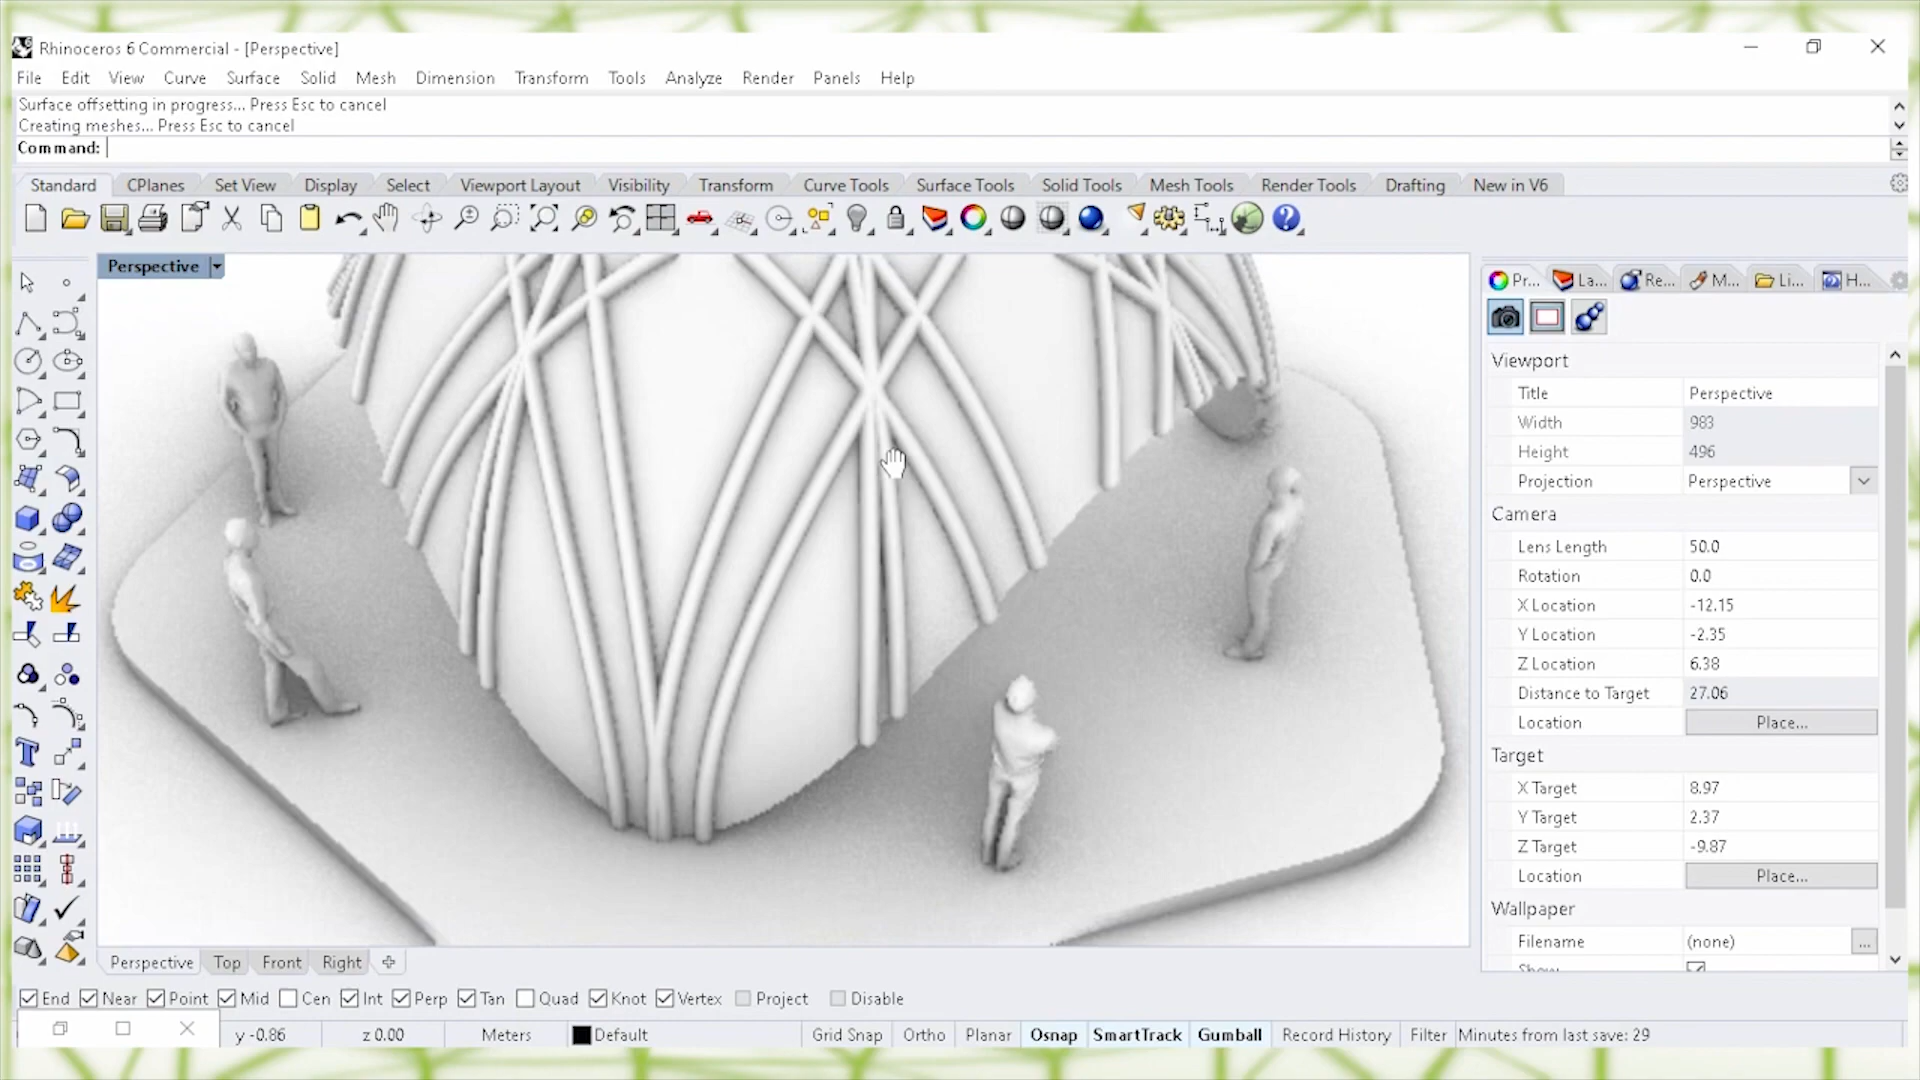 Rhinoceros 6 Commercial - [Perspective]
File Edit View Curve Surface Solid Mesh Dimension Transform Tools Analyze Render Panels Help
Surface offsetting in progress... Press Esc to cancel
Creating meshes... Press Esc to cancel
Command:
Standard CPlanes Set View Display Select Viewport Layout Visibility Transform Curve Tools Surface Tools Solid Tools Mesh Tools Render Tools Drafting New in V6
Perspective
Pr... La... Re... M... Li... H...
Viewport
Title Perspective
Width 983
Height 496
Projection Perspective
Camera
Lens Length 50.0
Rotation 0.0
X Location -12.15
Y Location -2.35
Z Location 6.38
Distance to Target 27.06
Location Place...
Target
X Target 8.97
Y Target 2.37
Z Target -9.87
Location Place...
Wallpaper
Filename (none) ...
Show
Perspective Top Front Right
End Near Point Mid Cen Int Perp Tan Quad Knot Vertex Project Disable
y -0.86 z 0.00 Meters Default Grid Snap Ortho Planar Osnap SmartTrack Gumball Record History Filter Minutes from last save: 29